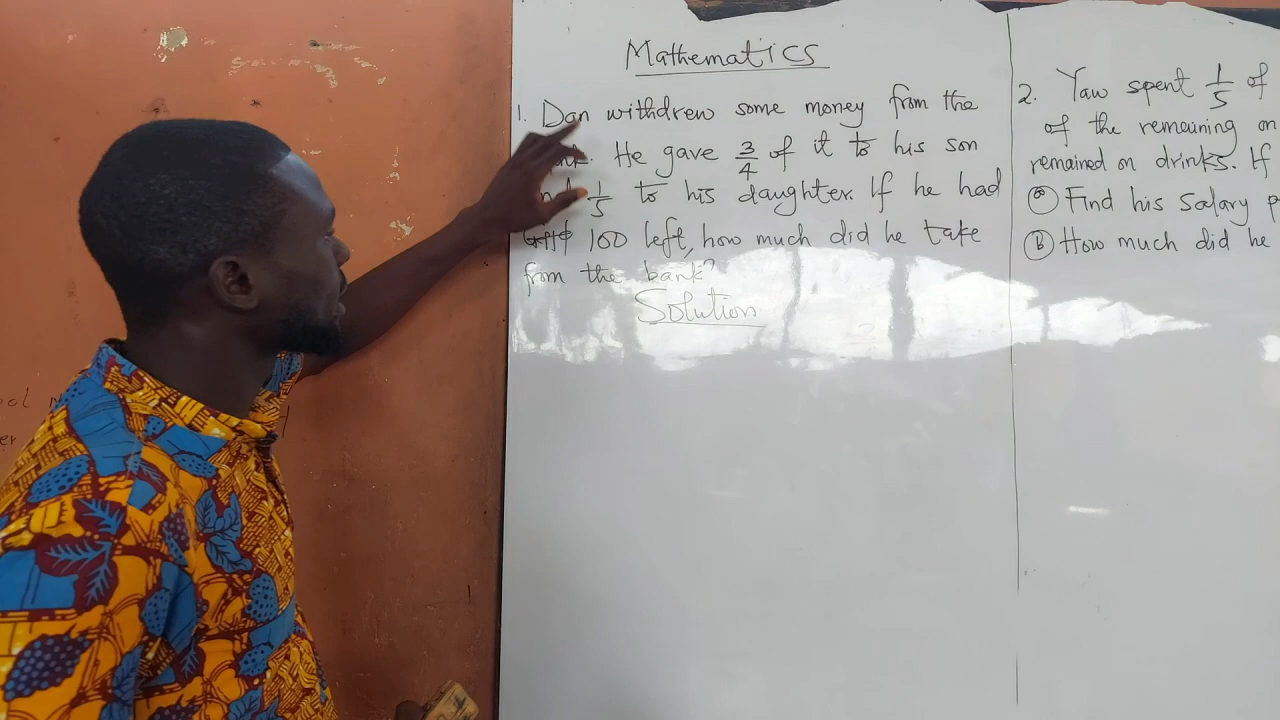 Mathematics
1. Dan withdrew some money from the
He gave 3/4 of it to his son
1/5 to his daughter. If he had
100 left, how much did he take
from the bank?
Solution
2. Yaw spent 1/5 of
of the remaining on
remained on drinks. If
(a) Find his salary p
(B) How much did he